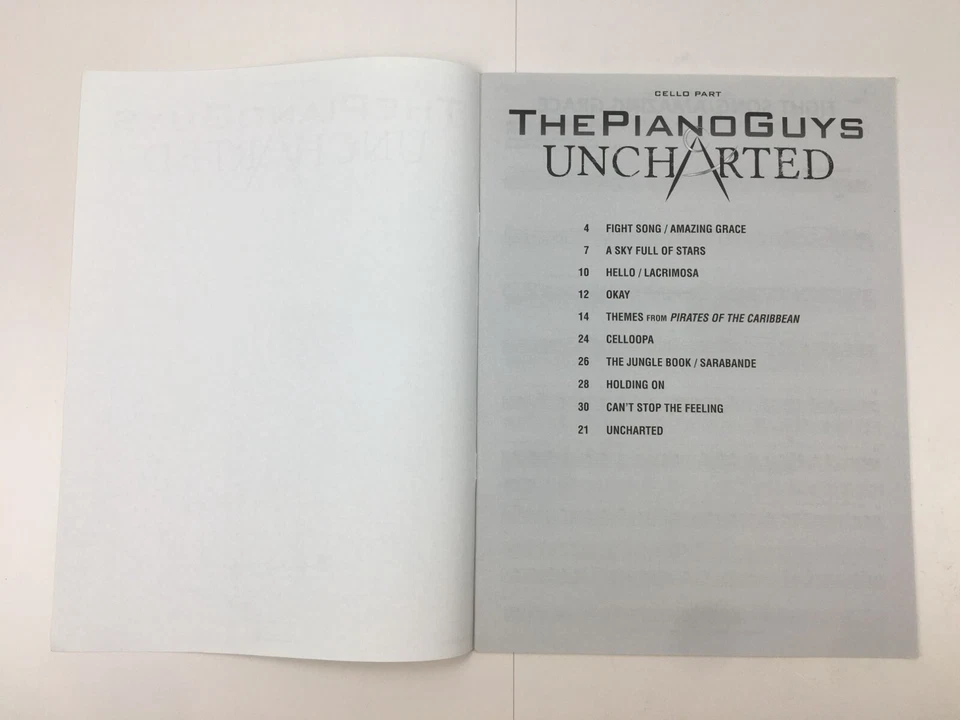 CELLO PART
THEPIANOGUYS
UNCHARTED
4 FIGHT SONG / AMAZING GRACE
7 A SKY FULL OF STARS
10 HELLO / LACRIMOSA
12 OKAY
14 THEMES FROM PIRATES OF THE CARIBBEAN
24 CELLOOPA
26 THE JUNGLE BOOK / SARABANDE
28 HOLDING ON
30 CAN'T STOP THE FEELING
21 UNCHARTED